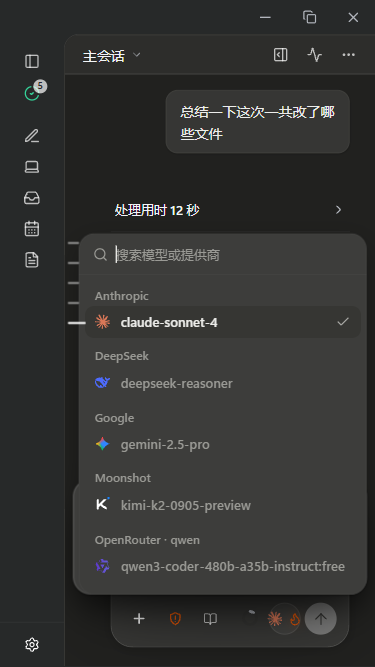 5
主会话
总结一下这次一共改了哪
些文件
处理用时 12 秒
搜索模型或提供商
Anthropic
claude-sonnet-4
DeepSeek
deepseek-reasoner
Google
gemini-2.5-pro
Moonshot
kimi-k2-0905-preview
OpenRouter · qwen
qwen3-coder-480b-a35b-instruct:free